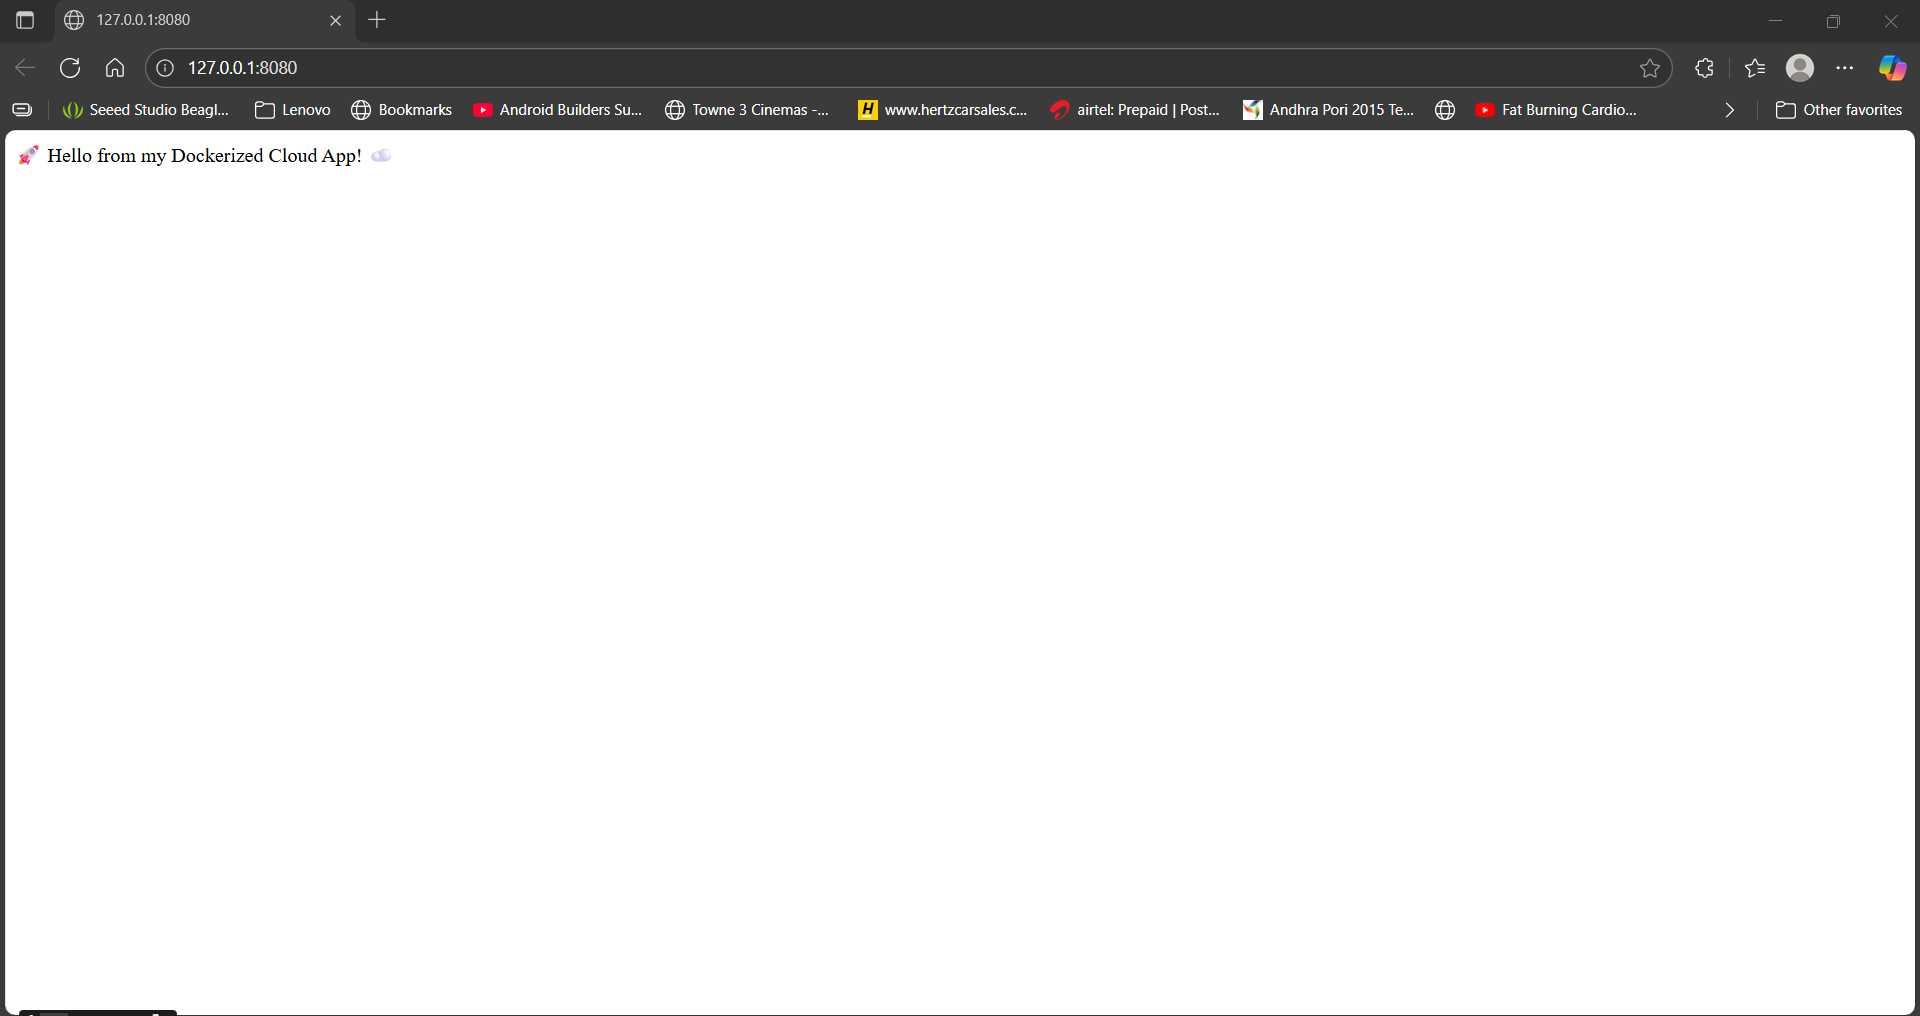 127.0.0.1:8080
127.0.0.1:8080
Seeed Studio Beagl... Lenovo Bookmarks Android Builders Su... Towne 3 Cinemas -... www.hertzcarsales.c... airtel: Prepaid | Post... Andhra Pori 2015 Te... Fat Burning Cardio... Other favorites
🚀 Hello from my Dockerized Cloud App! ☁️